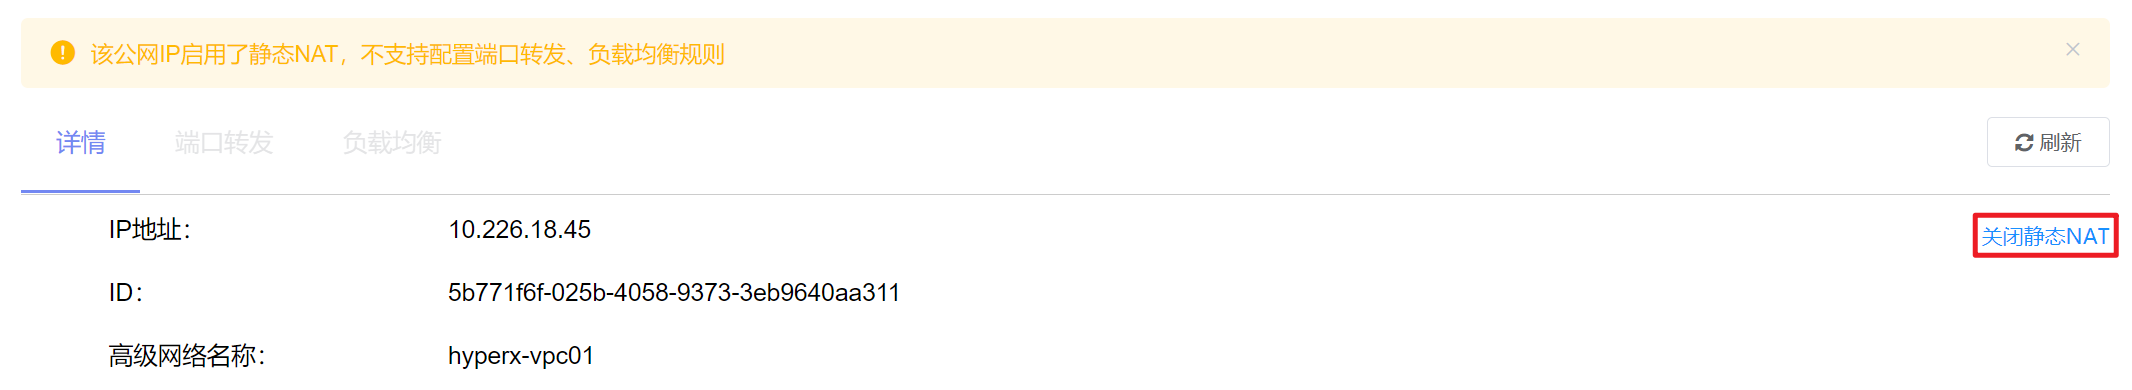 该公网IP启用了静态NAT，不支持配置端口转发、负载均衡规则
详情 端口转发 负载均衡 刷新
IP地址： 10.226.18.45 关闭静态NAT
ID： 5b771f6f-025b-4058-9373-3eb9640aa311
高级网络名称： hyperx-vpc01